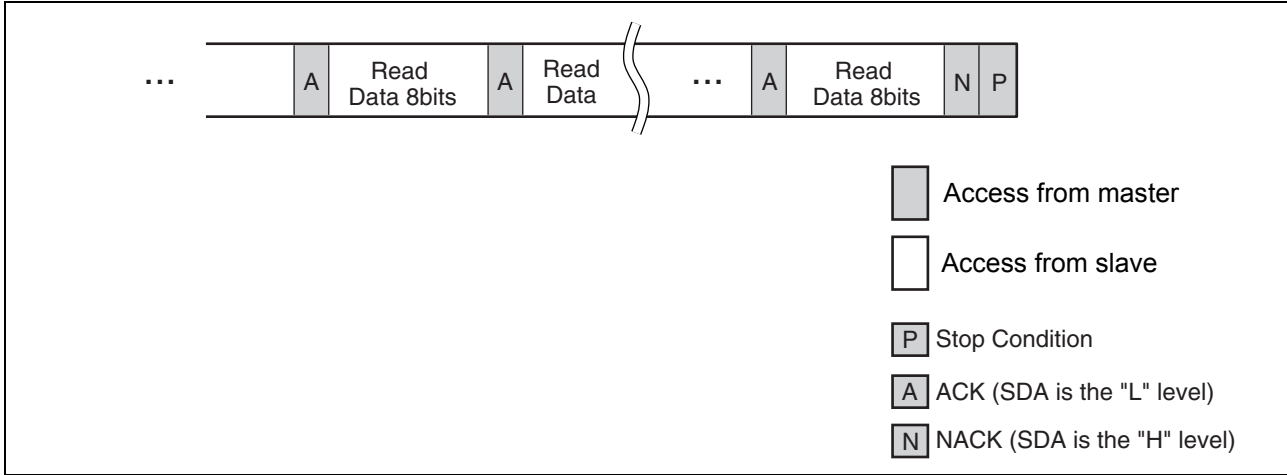 ... A Read Data 8bits A Read Data ... A Read Data 8bits N P
Access from master
Access from slave
P Stop Condition
A ACK (SDA is the "L" level)
N NACK (SDA is the "H" level)